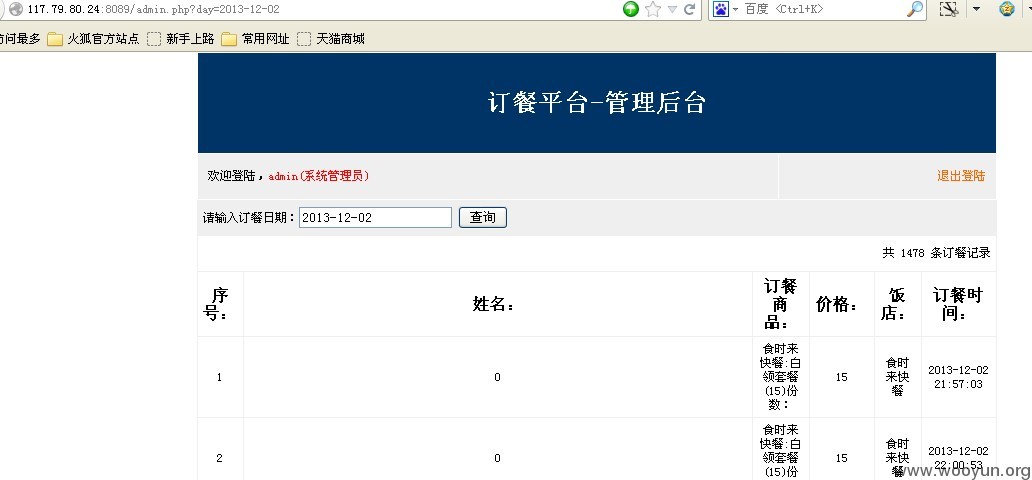 117.79.80.24:8089/admin.php?day=2013-12-02
百度 <Ctrl+K>
访问最多 火狐官方站点 新手上路 常用网址 天猫商城
订餐平台-管理后台
欢迎登陆，admin(系统管理员) 退出登陆
请输入订餐日期：2013-12-02 查询
共 1478 条订餐记录
序号： 姓名： 订餐商品： 价格： 饭店： 订餐时间：
1 0 食时来快餐:白领套餐(15)份数： 15 食时来快餐 2013-12-02 21:57:03
2 0 食时来快餐:白领套餐(15)份 15 食时来快餐 2013-12-02 22:00:53
www.wooyun.org